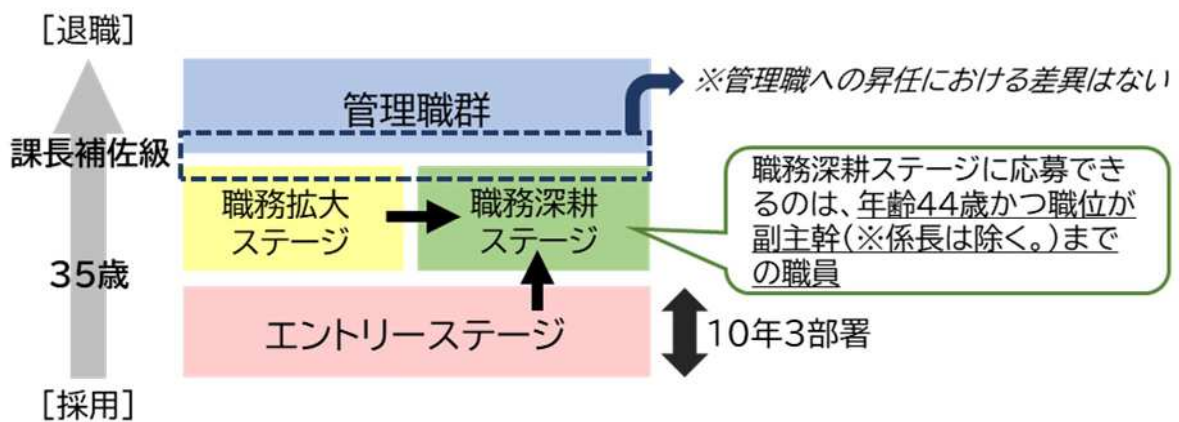 ［退職］
管理職群
※管理職への昇任における差異はない
課長補佐級
職務拡大
ステージ
職務深耕
ステージ
職務深耕ステージに応募でき
るのは、年齢44歳かつ職位が
副主幹(※係長は除く。)まで
の職員
35歳
エントリーステージ
10年3部署
［採用］